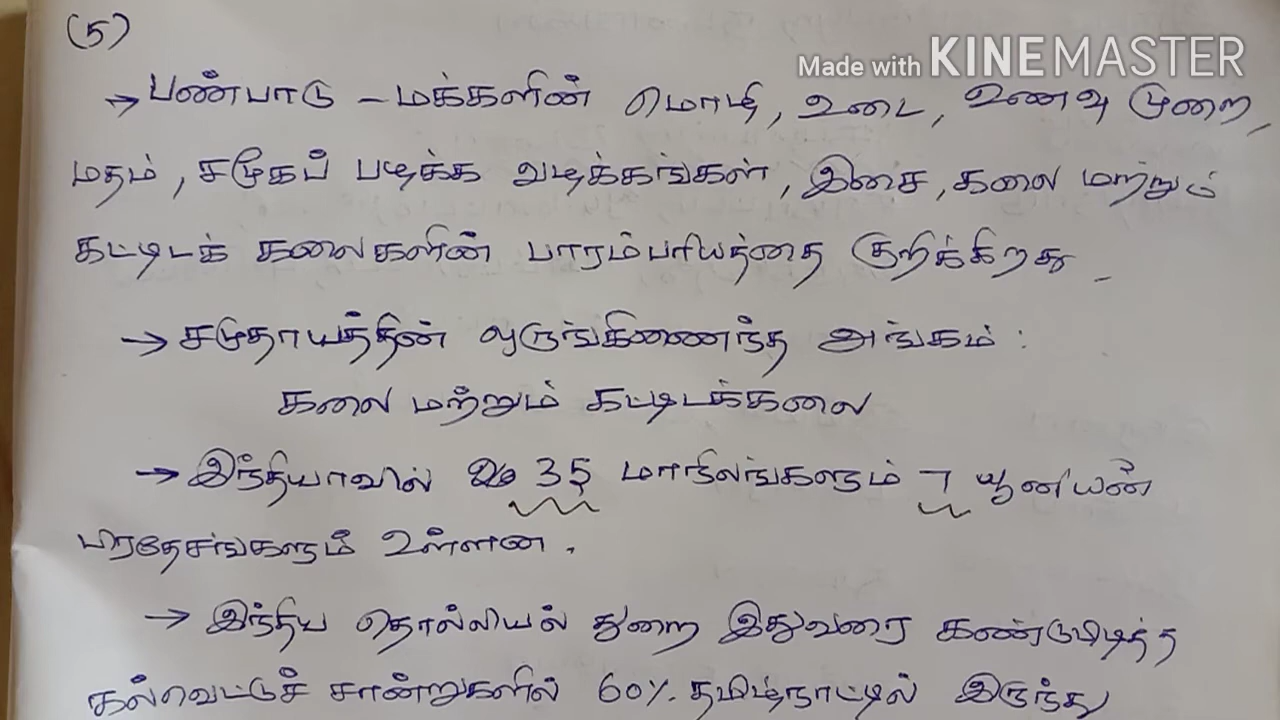 (5)
Made with KINEMASTER
→ பண்பாடு – மக்களின் மொழி, உடை, உணவு முறை,
மதம், சமூகப் படிக்க வடிக்கங்கள், இசை, கலை மற்றும்
கட்டிடக் கலைகளின் பாரம்பரியத்தை குறிக்கிறது.
→ சமுதாயத்தின் ஒருங்கிணைந்த அங்கம் :
கலை மற்றும் கட்டிடக்கலை
→ இந்தியாவில் 35 மாநிலங்களும் 7 யூனியன்
பிரதேசங்களும் உள்ளன.
→ இந்திய தொல்லியல் துறை இதுவரை கண்டுபிடித்த
கல்வெட்டுச் சான்றுகளில் 60% தமிழ்நாட்டில் இருந்து